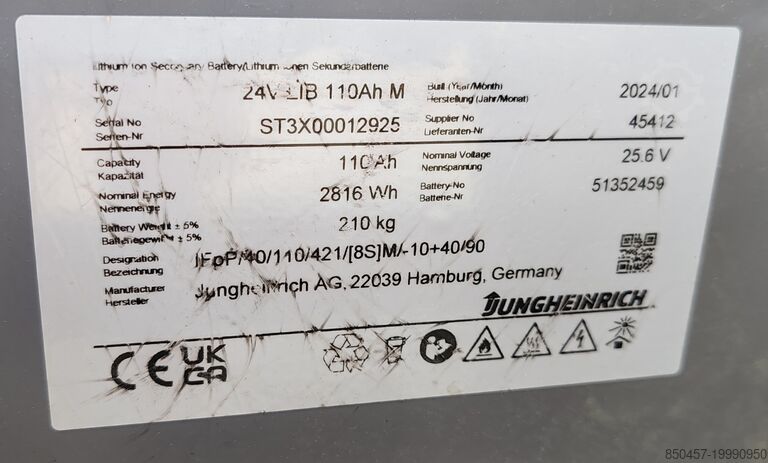 Lithium Ion Secondary Battery/Lithium Ionen Sekundärbatterie
Type 24V LIB 110Ah M Built (Year/Month) 2024/01
Typ Herstellung (Jahr/Monat)
Serial No ST3X00012925 Supplier No 45412
Serien-Nr Lieferanten-Nr
Capacity 110 Ah Nominal Voltage 25.6 V
Kapazität Nennspannung
Nominal Energy 2816 Wh Battery-No 51352459
Nennenergie Batterie-Nr
Battery Weight ± 5% 210 kg
Batteriegewicht ± 5%
Designation IFpP/40/110/421/[8S]M/-10+40/90
Bezeichnung
Manufacturer Jungheinrich AG, 22039 Hamburg, Germany
Hersteller
JUNGHEINRICH
CE UK CA
850457-19990950